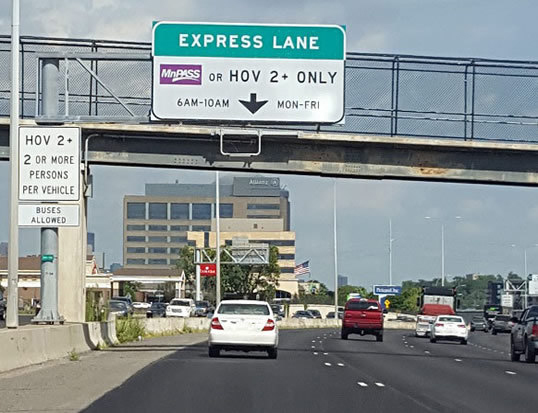 EXPRESS LANE
MnPASS OR HOV 2+ ONLY
6AM-10AM MON-FRI
HOV 2+
2 OR MORE
PERSONS
PER VEHICLE
BUSES
ALLOWED
Allianz